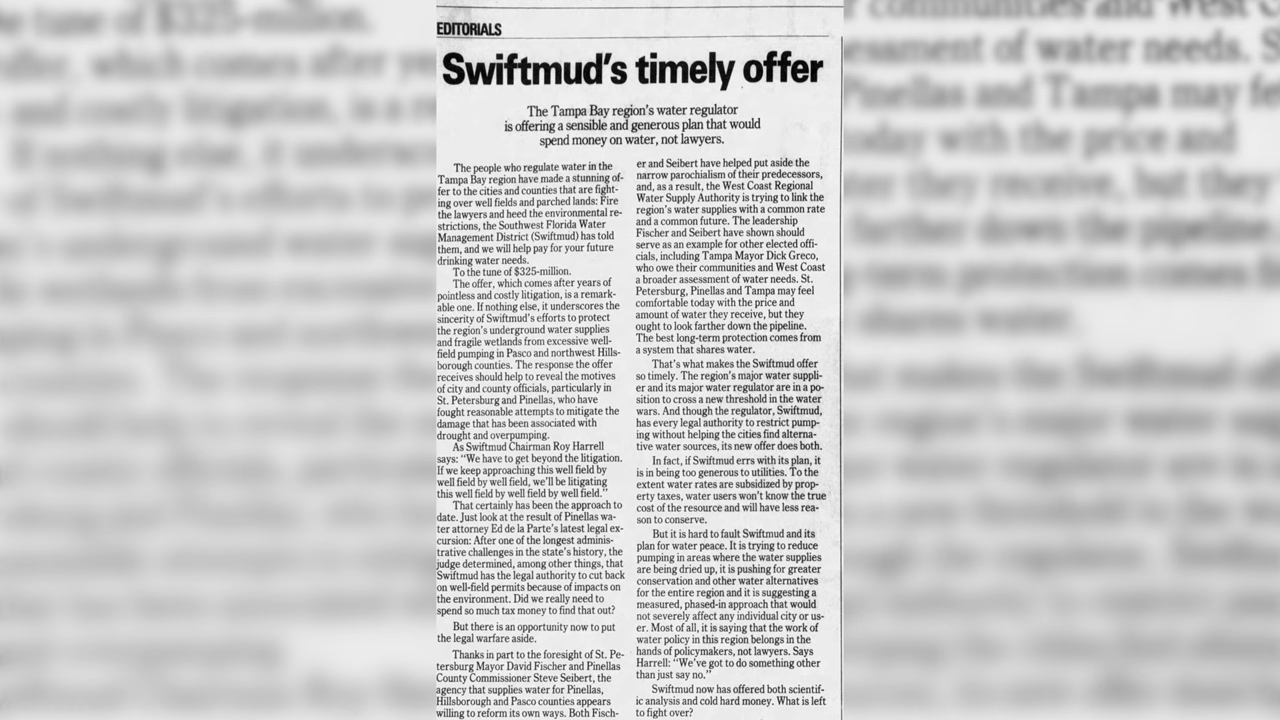 EDITORIALS
Swiftmud's timely offer
The Tampa Bay region's water regulator
is offering a sensible and generous plan that would
spend money on water, not lawyers.
The people who regulate water in the
Tampa Bay region have made a stunning of-
fer to the cities and counties that are fight-
ing over well fields and parched lands: Fire
the lawyers and heed the environmental re-
strictions, the Southwest Florida Water
Management District (Swiftmud) has told
them, and we will help pay for your future
drinking water needs.
To the tune of $325-million.
The offer, which comes after years of
pointless and costly litigation, is a remark-
able one. If nothing else, it underscores the
sincerity of Swiftmud's efforts to protect
the region's underground water supplies
and fragile wetlands from excessive well-
field pumping in Pasco and northwest Hills-
borough counties. The response the offer
receives should help to reveal the motives
of city and county officials, particularly in
St. Petersburg and Pinellas, who have
fought reasonable attempts to mitigate the
damage that has been associated with
drought and overpumping.
As Swiftmud Chairman Roy Harrell
says: "We have to get beyond the litigation.
If we keep approaching this well field by
well field by well field, we'll be litigating
this well field by well field by well field."
That certainly has been the approach to
date. Just look at the result of Pinellas wa-
ter attorney Ed de la Parte's latest legal ex-
cursion: After one of the longest adminis-
trative challenges in the state's history, the
judge determined, among other things, that
Swiftmud has the legal authority to cut back
on well-field permits because of impacts on
the environment. Did we really need to
spend so much tax money to find that out?
But there is an opportunity now to put
the legal warfare aside.
Thanks in part to the foresight of St. Pe-
tersburg Mayor David Fischer and Pinellas
County Commissioner Steve Seibert, the
agency that supplies water for Pinellas,
Hillsborough and Pasco counties appears
willing to reform its own ways. Both Fisch-
er and Seibert have helped put aside the
narrow parochialism of their predecessors,
and, as a result, the West Coast Regional
Water Supply Authority is trying to link the
region's water supplies with a common rate
and a common future. The leadership
Fischer and Seibert have shown should
serve as an example for other elected offi-
cials, including Tampa Mayor Dick Greco,
who owe their communities and West Coast
a broader assessment of water needs. St.
Petersburg, Pinellas and Tampa may feel
comfortable today with the price and
amount of water they receive, but they
ought to look farther down the pipeline.
The best long-term protection comes from
a system that shares water.
That's what makes the Swiftmud offer
so timely. The region's major water suppli-
er and its major water regulator are in a po-
sition to cross a new threshold in the water
wars. And though the regulator, Swiftmud,
has every legal authority to restrict pump-
ing without helping the cities find alterna-
tive water sources, its new offer does both.
In fact, if Swiftmud errs with its plan, it
is in being too generous to utilities. To the
extent water rates are subsidized by prop-
erty taxes, water users won't know the true
cost of the resource and will have less rea-
son to conserve.
But it is hard to fault Swiftmud and its
plan for water peace. It is trying to reduce
pumping in areas where the water supplies
are being dried up, it is pushing for greater
conservation and other water alternatives
for the entire region and it is suggesting a
measured, phased-in approach that would
not severely affect any individual city or us-
er. Most of all, it is saying that the work of
water policy in this region belongs in the
hands of policymakers, not lawyers. Says
Harrell: "We've got to do something other
than just say no."
Swiftmud now has offered both scientif-
ic analysis and cold hard money. What is left
to fight over?